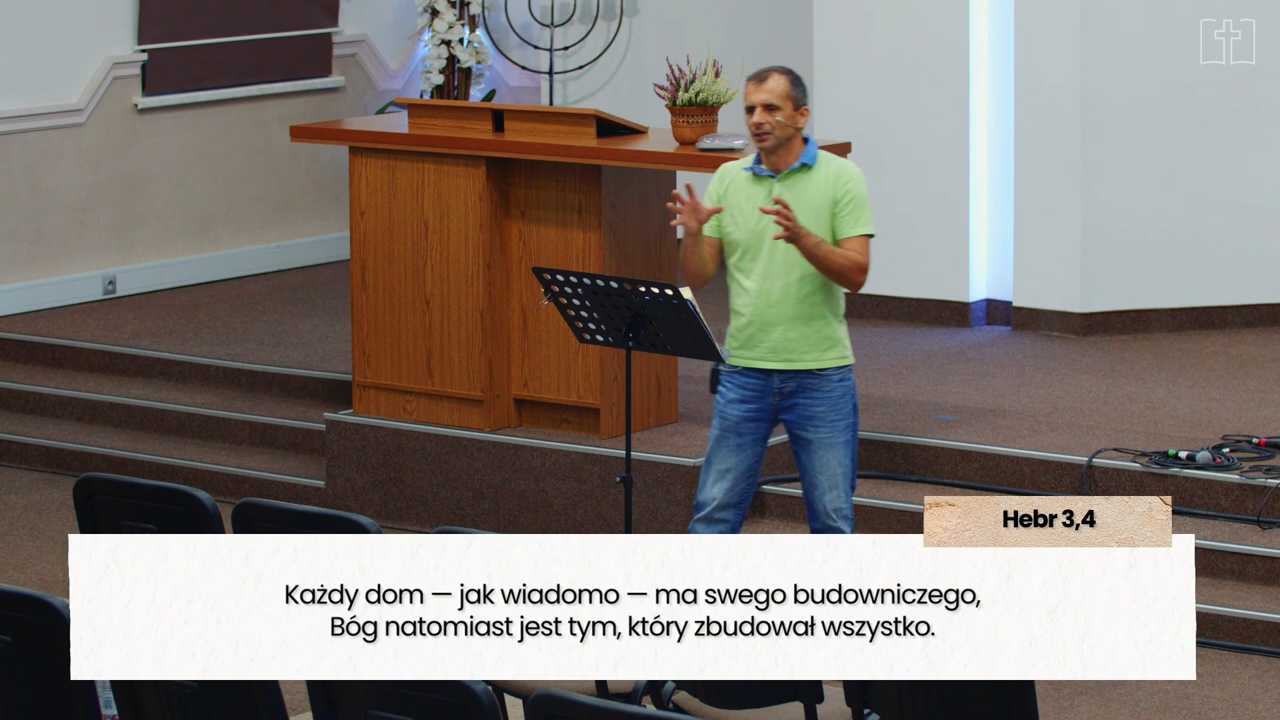 Hebr 3,4
Każdy dom — jak wiadomo — ma swego budowniczego,
Bóg natomiast jest tym, który zbudował wszystko.